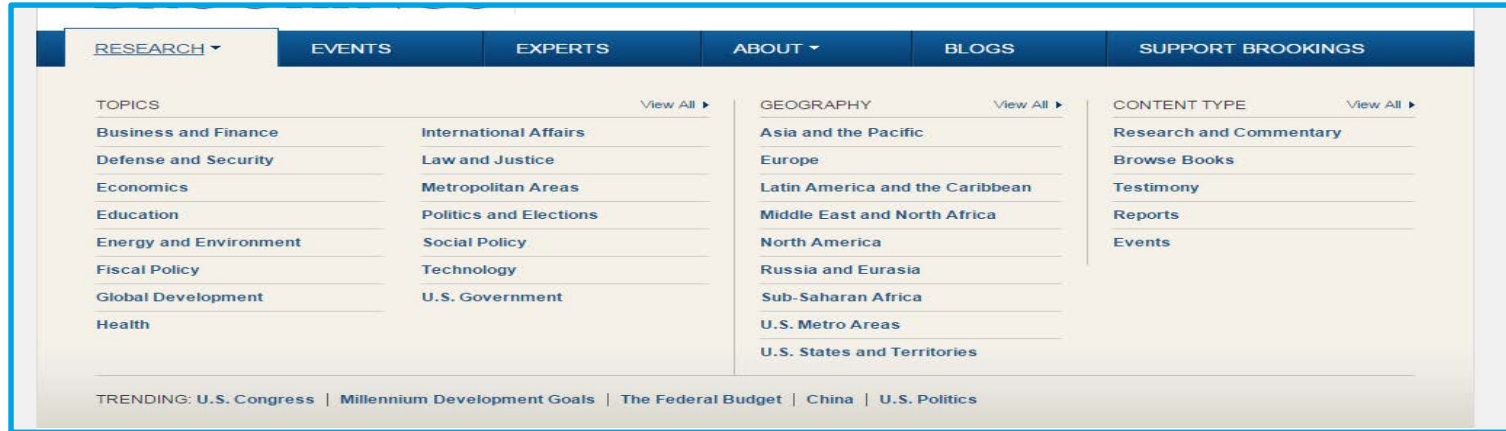 RESEARCH EVENTS EXPERTS ABOUT BLOGS SUPPORT BROOKINGS
TOPICS View All
Business and Finance
Defense and Security
Economics
Education
Energy and Environment
Fiscal Policy
Global Development
Health
International Affairs
Law and Justice
Metropolitan Areas
Politics and Elections
Social Policy
Technology
U.S. Government
GEOGRAPHY View All
Asia and the Pacific
Europe
Latin America and the Caribbean
Middle East and North Africa
North America
Russia and Eurasia
Sub-Saharan Africa
U.S. Metro Areas
U.S. States and Territories
CONTENT TYPE View All
Research and Commentary
Browse Books
Testimony
Reports
Events
TRENDING: U.S. Congress | Millennium Development Goals | The Federal Budget | China | U.S. Politics